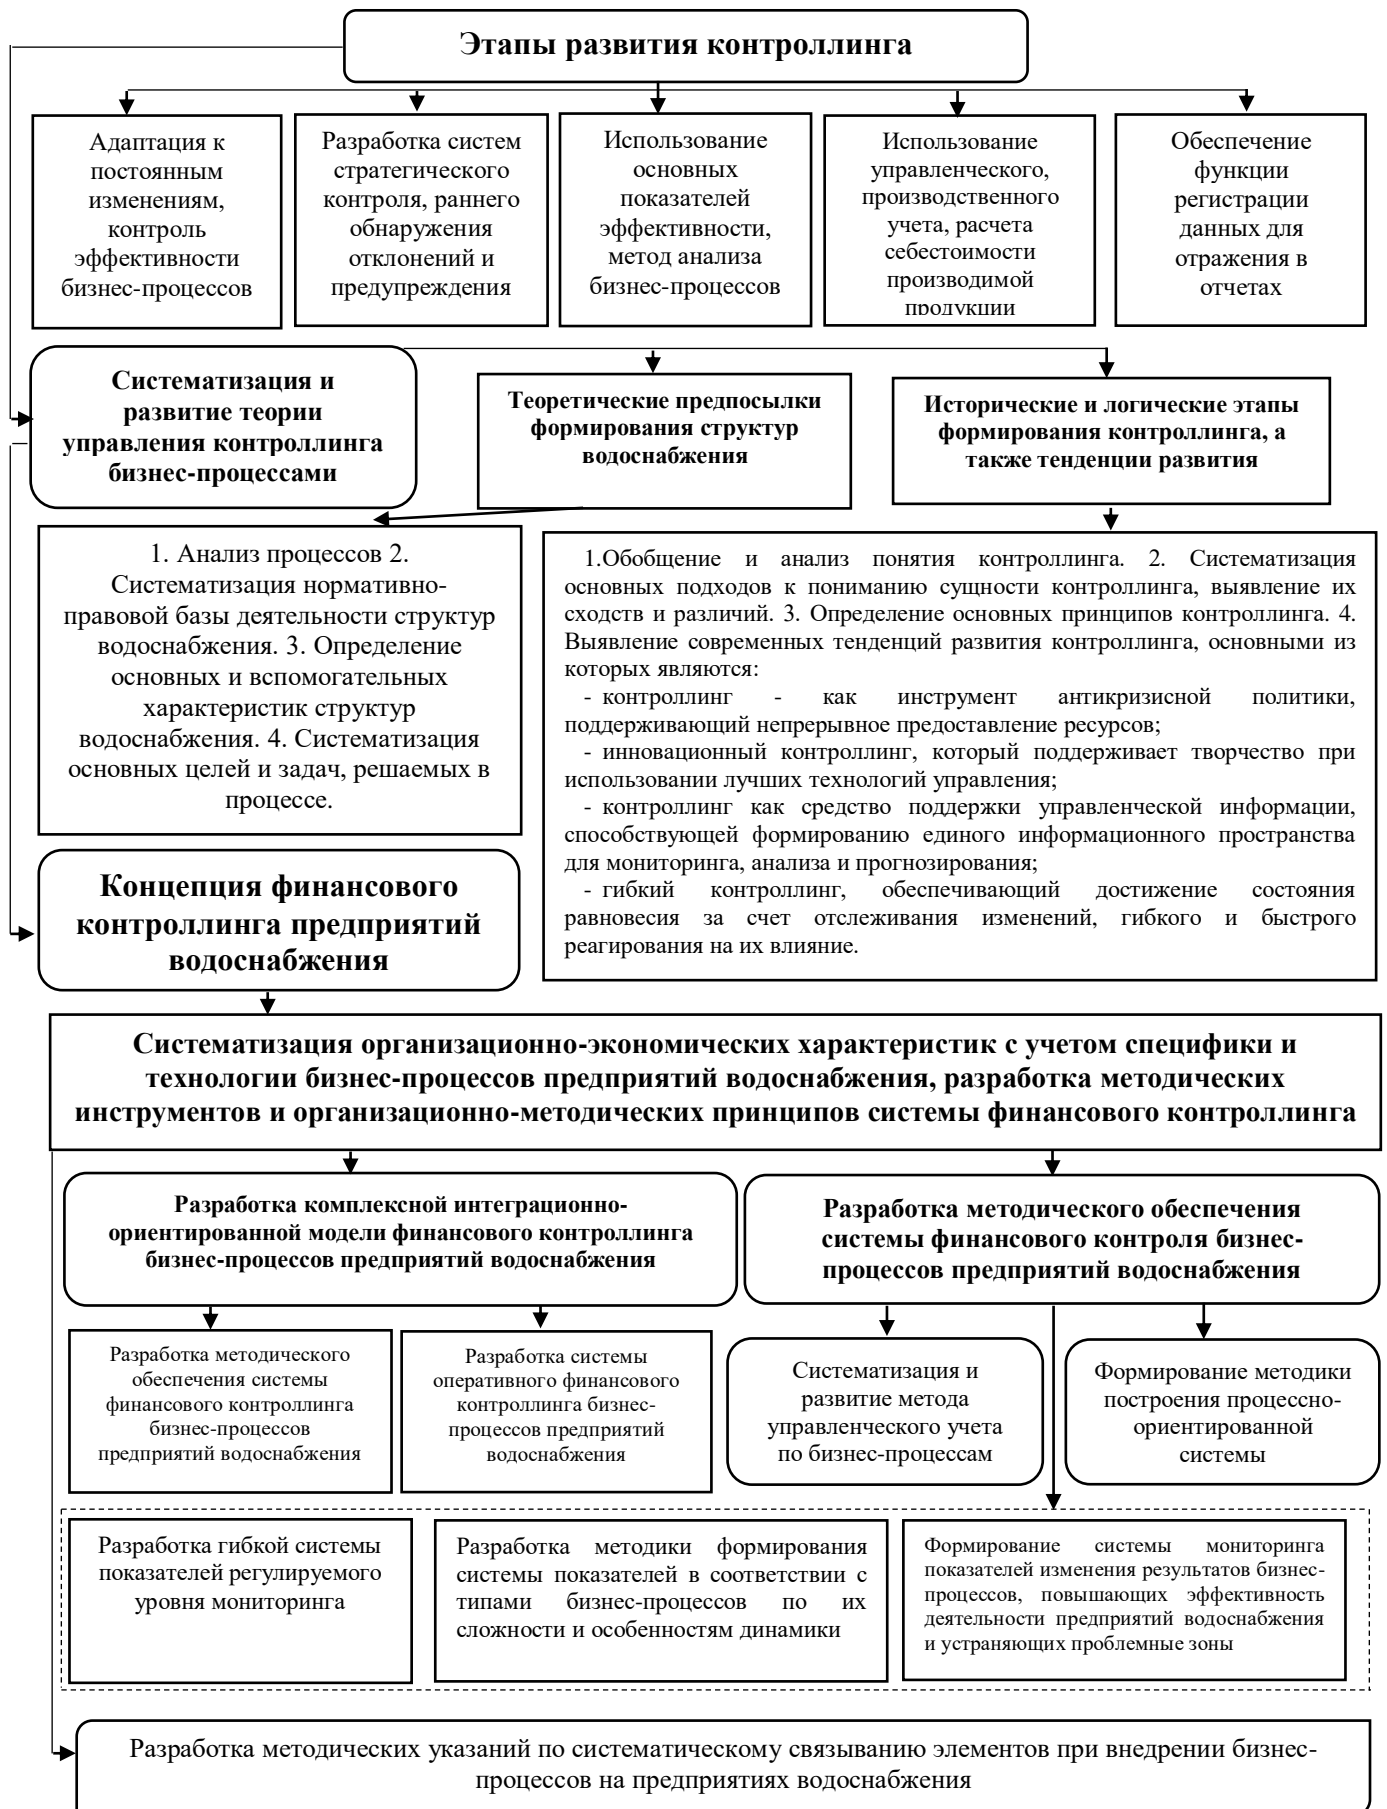 Этапы развития контроллинга
Адаптация к
постоянным
изменениям,
контроль
эффективности
бизнес-процессов
Разработка систем
стратегического
контроля, раннего
обнаружения
отклонений и
предупреждения
Использование
основных
показателей
эффективности,
метод анализа
бизнес-процессов
Использование
управленческого,
производственного
учета, расчета
себестоимости
производимой
продукции
Обеспечение
функции
регистрации
данных для
отражения в
отчетах
Систематизация и
развитие теории
управления контроллинга
бизнес-процессами
Теоретические предпосылки
формирования структур
водоснабжения
Исторические и логические этапы
формирования контроллинга, а
также тенденции развития
1. Анализ процессов 2.
Систематизация нормативно-
правовой базы деятельности структур
водоснабжения. 3. Определение
основных и вспомогательных
характеристик структур
водоснабжения. 4. Систематизация
основных целей и задач, решаемых в
процессе.
1.Обобщение и анализ понятия контроллинга. 2. Систематизация
основных подходов к пониманию сущности контроллинга, выявление их
сходств и различий. 3. Определение основных принципов контроллинга. 4.
Выявление современных тенденций развития контроллинга, основными из
которых являются:
- контроллинг - как инструмент антикризисной политики,
поддерживающий непрерывное предоставление ресурсов;
- инновационный контроллинг, который поддерживает творчество при
использовании лучших технологий управления;
- контроллинг как средство поддержки управленческой информации,
способствующей формированию единого информационного пространства
для мониторинга, анализа и прогнозирования;
- гибкий контроллинг, обеспечивающий достижение состояния
равновесия за счет отслеживания изменений, гибкого и быстрого
реагирования на их влияние.
Концепция финансового
контроллинга предприятий
водоснабжения
Систематизация организационно-экономических характеристик с учетом специфики и
технологии бизнес-процессов предприятий водоснабжения, разработка методических
инструментов и организационно-методических принципов системы финансового контроллинга
Разработка комплексной интеграционно-
ориентированной модели финансового контроллинга
бизнес-процессов предприятий водоснабжения
Разработка методического обеспечения
системы финансового контроля бизнес-
процессов предприятий водоснабжения
Разработка методического
обеспечения системы
финансового контроллинга
бизнес-процессов
предприятий водоснабжения
Разработка системы
оперативного финансового
контроллинга бизнес-
процессов предприятий
водоснабжения
Систематизация и
развитие метода
управленческого учета
по бизнес-процессам
Формирование методики
построения процессно-
ориентированной
системы
Разработка гибкой системы
показателей регулируемого
уровня мониторинга
Разработка методики формирования
системы показателей в соответствии с
типами бизнес-процессов по их
сложности и особенностям динамики
Формирование системы мониторинга
показателей изменения результатов бизнес-
процессов, повышающих эффективность
деятельности предприятий водоснабжения
и устраняющих проблемные зоны
Разработка методических указаний по систематическому связыванию элементов при внедрении бизнес-
процессов на предприятиях водоснабжения